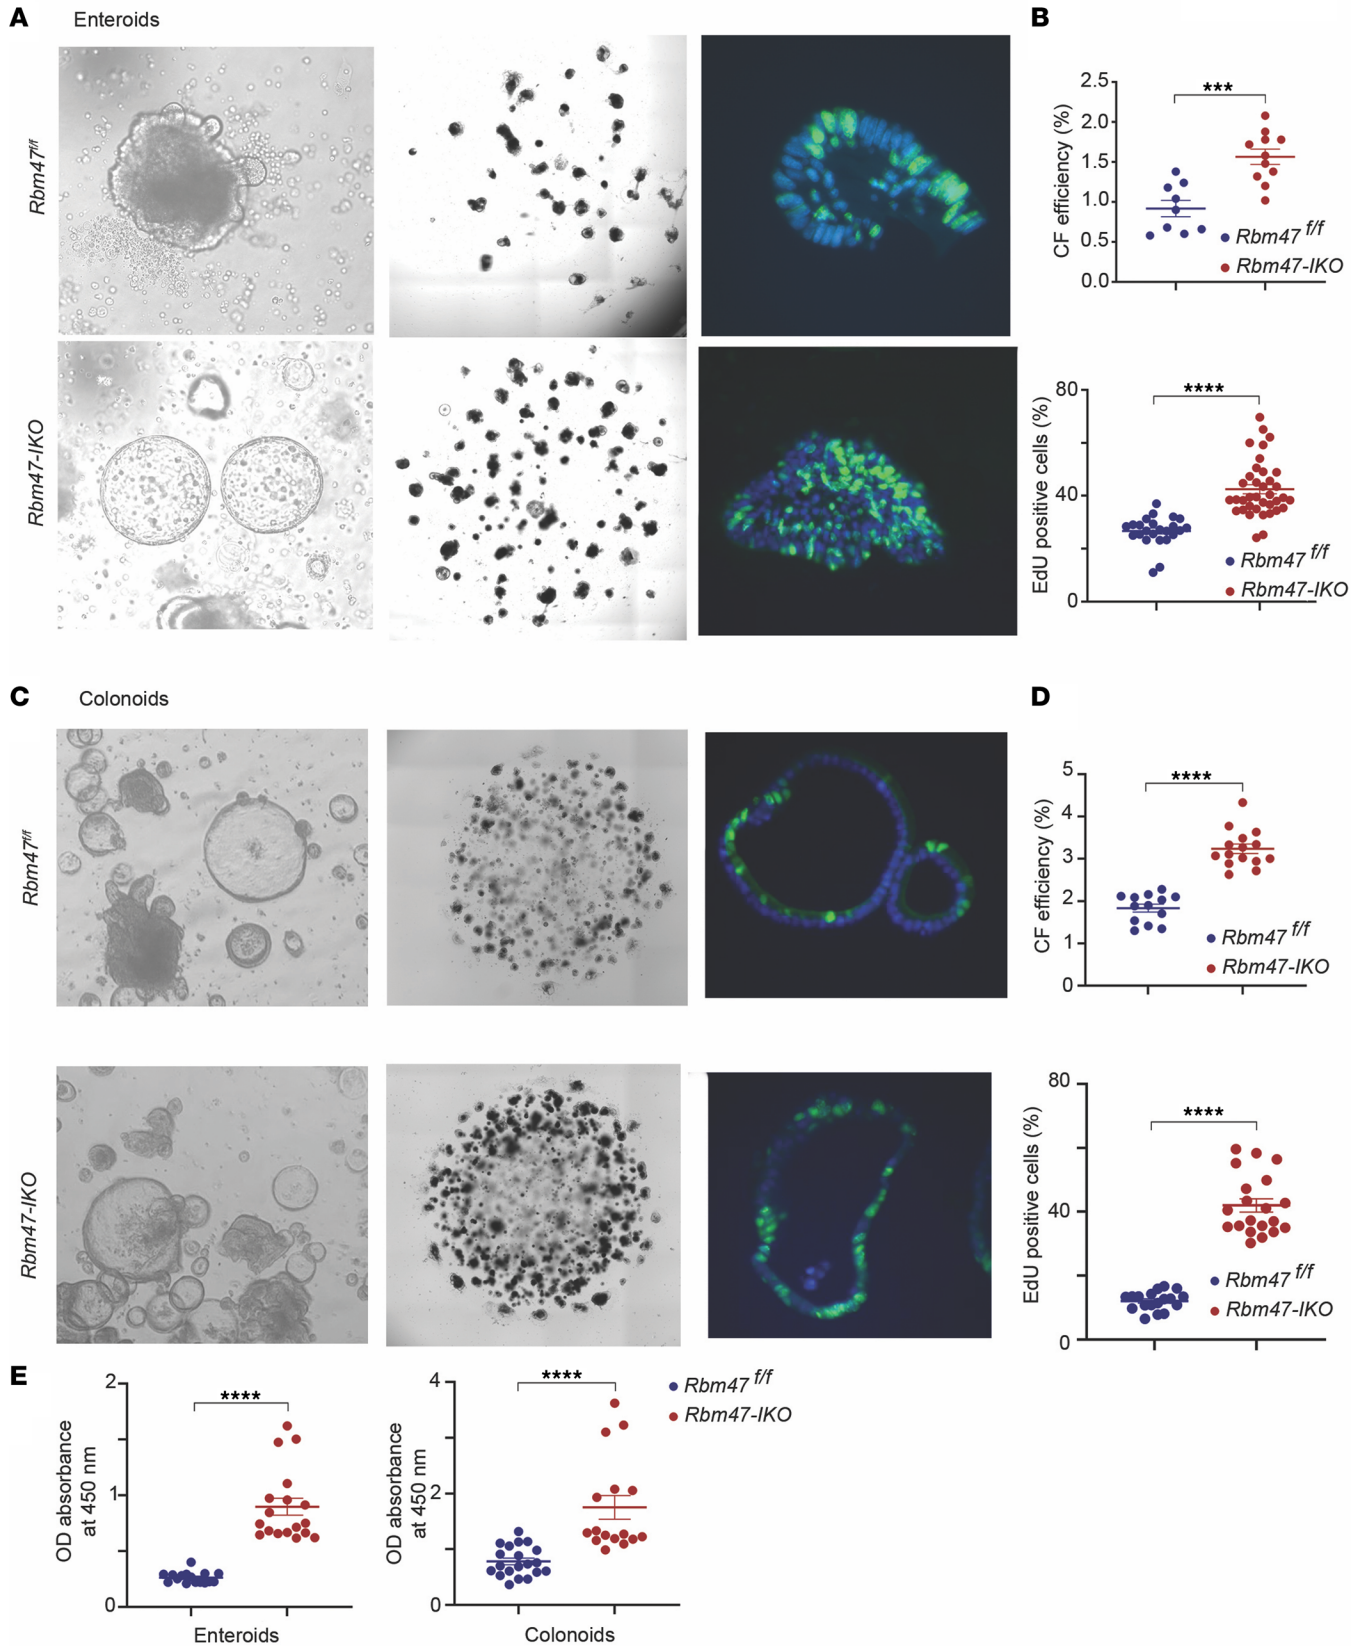 A
Enteroids
Rbm47f/f
Rbm47-IKO
B
CF efficiency (%)
2.5
2.0
1.5
1.0
0.5
0.0
***
Rbm47 f/f
Rbm47-IKO
EdU positive cells (%)
80
40
0
****
Rbm47 f/f
Rbm47-IKO
C
Colonoids
Rbm47f/f
Rbm47-IKO
D
CF efficiency (%)
5
4
3
2
1
0
****
Rbm47 f/f
Rbm47-IKO
EdU positive cells (%)
80
40
0
****
Rbm47 f/f
Rbm47-IKO
E
OD absorbance
at 450 nm
2
1
0
****
Enteroids
OD absorbance
at 450 nm
4
2
0
****
Colonoids
Rbm47 f/f
Rbm47-IKO